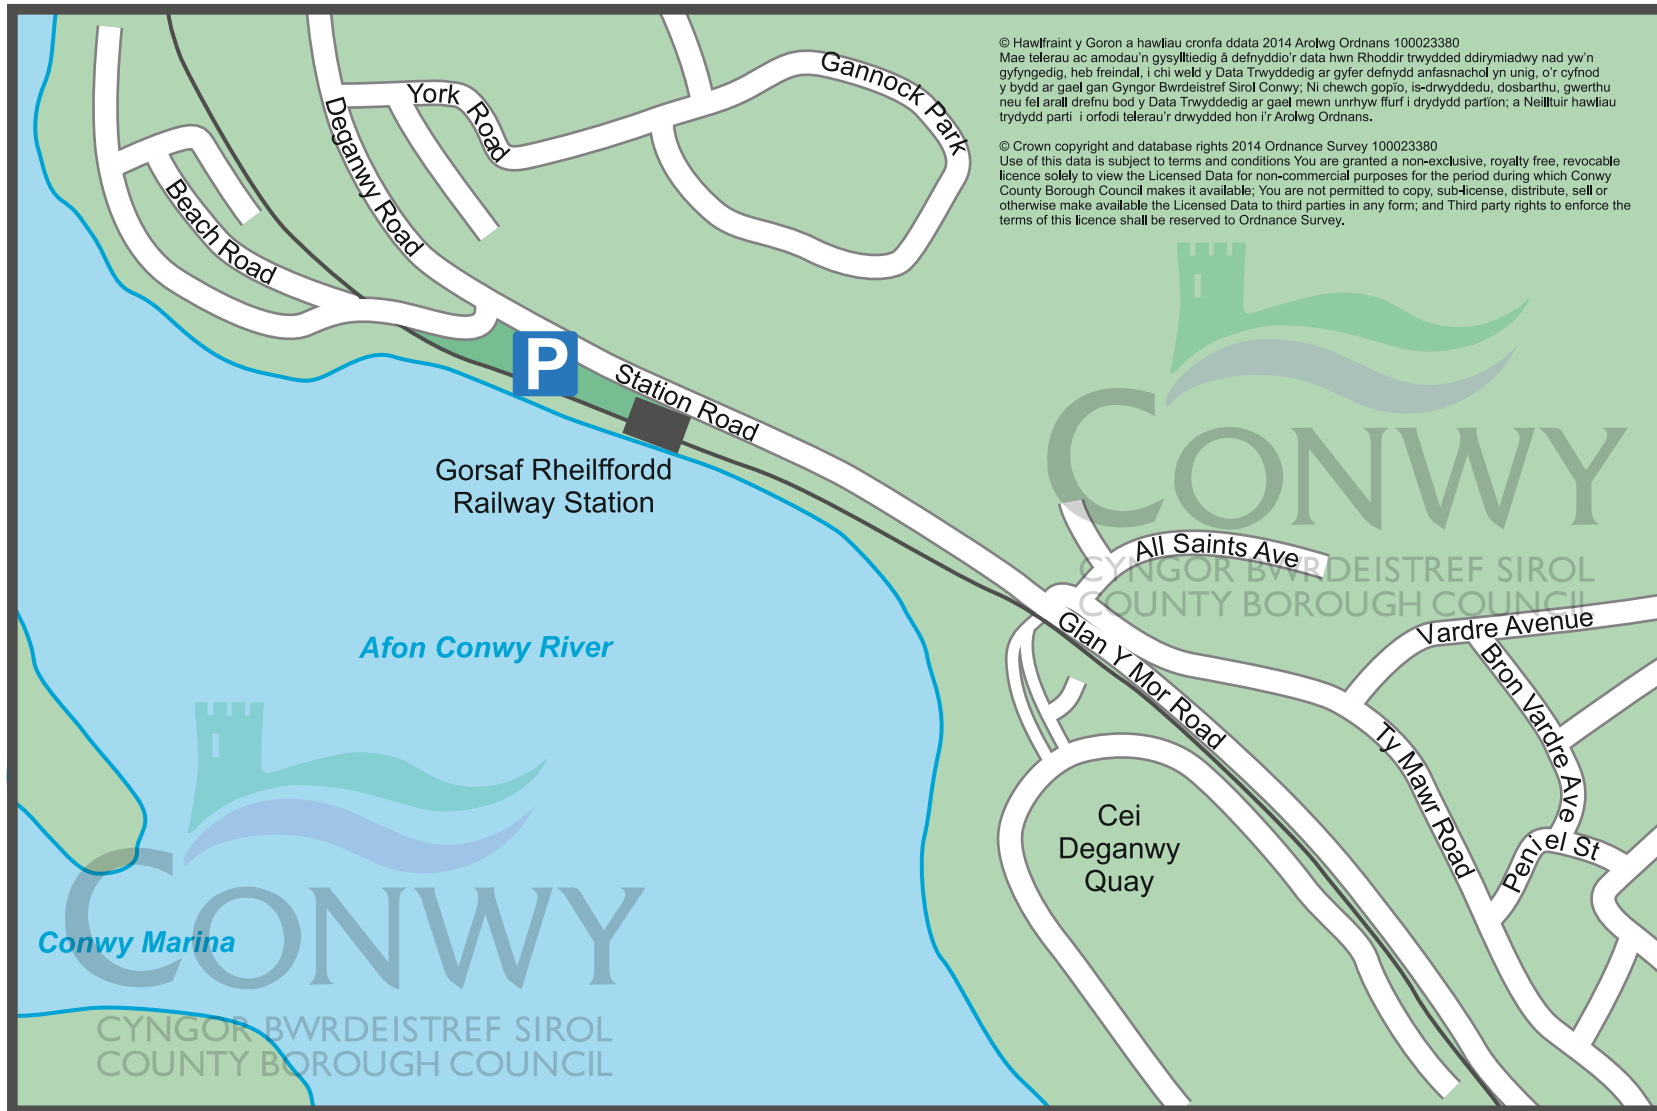 © Hawlfraint y Goron a hawliau cronfa ddata 2014 Arolwg Ordnans 100023380
Mae telerau ac amodau'n gysylltiedig â defnyddio'r data hwn Rhoddir trwydded ddirymiadwy nad yw'n
gyfyngedig, heb freindal, i chi weld y Data Trwyddedig ar gyfer defnydd anfasnachol yn unig, o'r cyfnod
y bydd ar gael gan Gyngor Bwrdeistref Sirol Conwy; Ni chewch gopïo, is-drwyddedu, dosbarthu, gwerthu
neu fel arall drefnu bod y Data Trwyddedig ar gael mewn unrhyw ffurf i drydydd partïon; a Neilltuir hawliau
trydydd parti i orfodi telerau'r drwydded hon i'r Arolwg Ordnans.
© Crown copyright and database rights 2014 Ordnance Survey 100023380
Use of this data is subject to terms and conditions You are granted a non-exclusive, royalty free, revocable
licence solely to view the Licensed Data for non-commercial purposes for the period during which Conwy
County Borough Council makes it available; You are not permitted to copy, sub-license, distribute, sell or
otherwise make available the Licensed Data to third parties in any form; and Third party rights to enforce the
terms of this licence shall be reserved to Ordnance Survey.
Gannock Park
York Road
Deganwy Road
Beach Road
P
Station Road
Gorsaf Rheilffordd
Railway Station
CONWY
CYNGOR BWRDEISTREF SIROL
COUNTY BOROUGH COUNCIL
All Saints Ave
Vardre Avenue
Glan Y Mor Road
Bron Vardre Ave
Ty Mawr Road
Peniel St
Afon Conwy River
Cei
Deganwy
Quay
Conwy Marina
CONWY
CYNGOR BWRDEISTREF SIROL
COUNTY BOROUGH COUNCIL